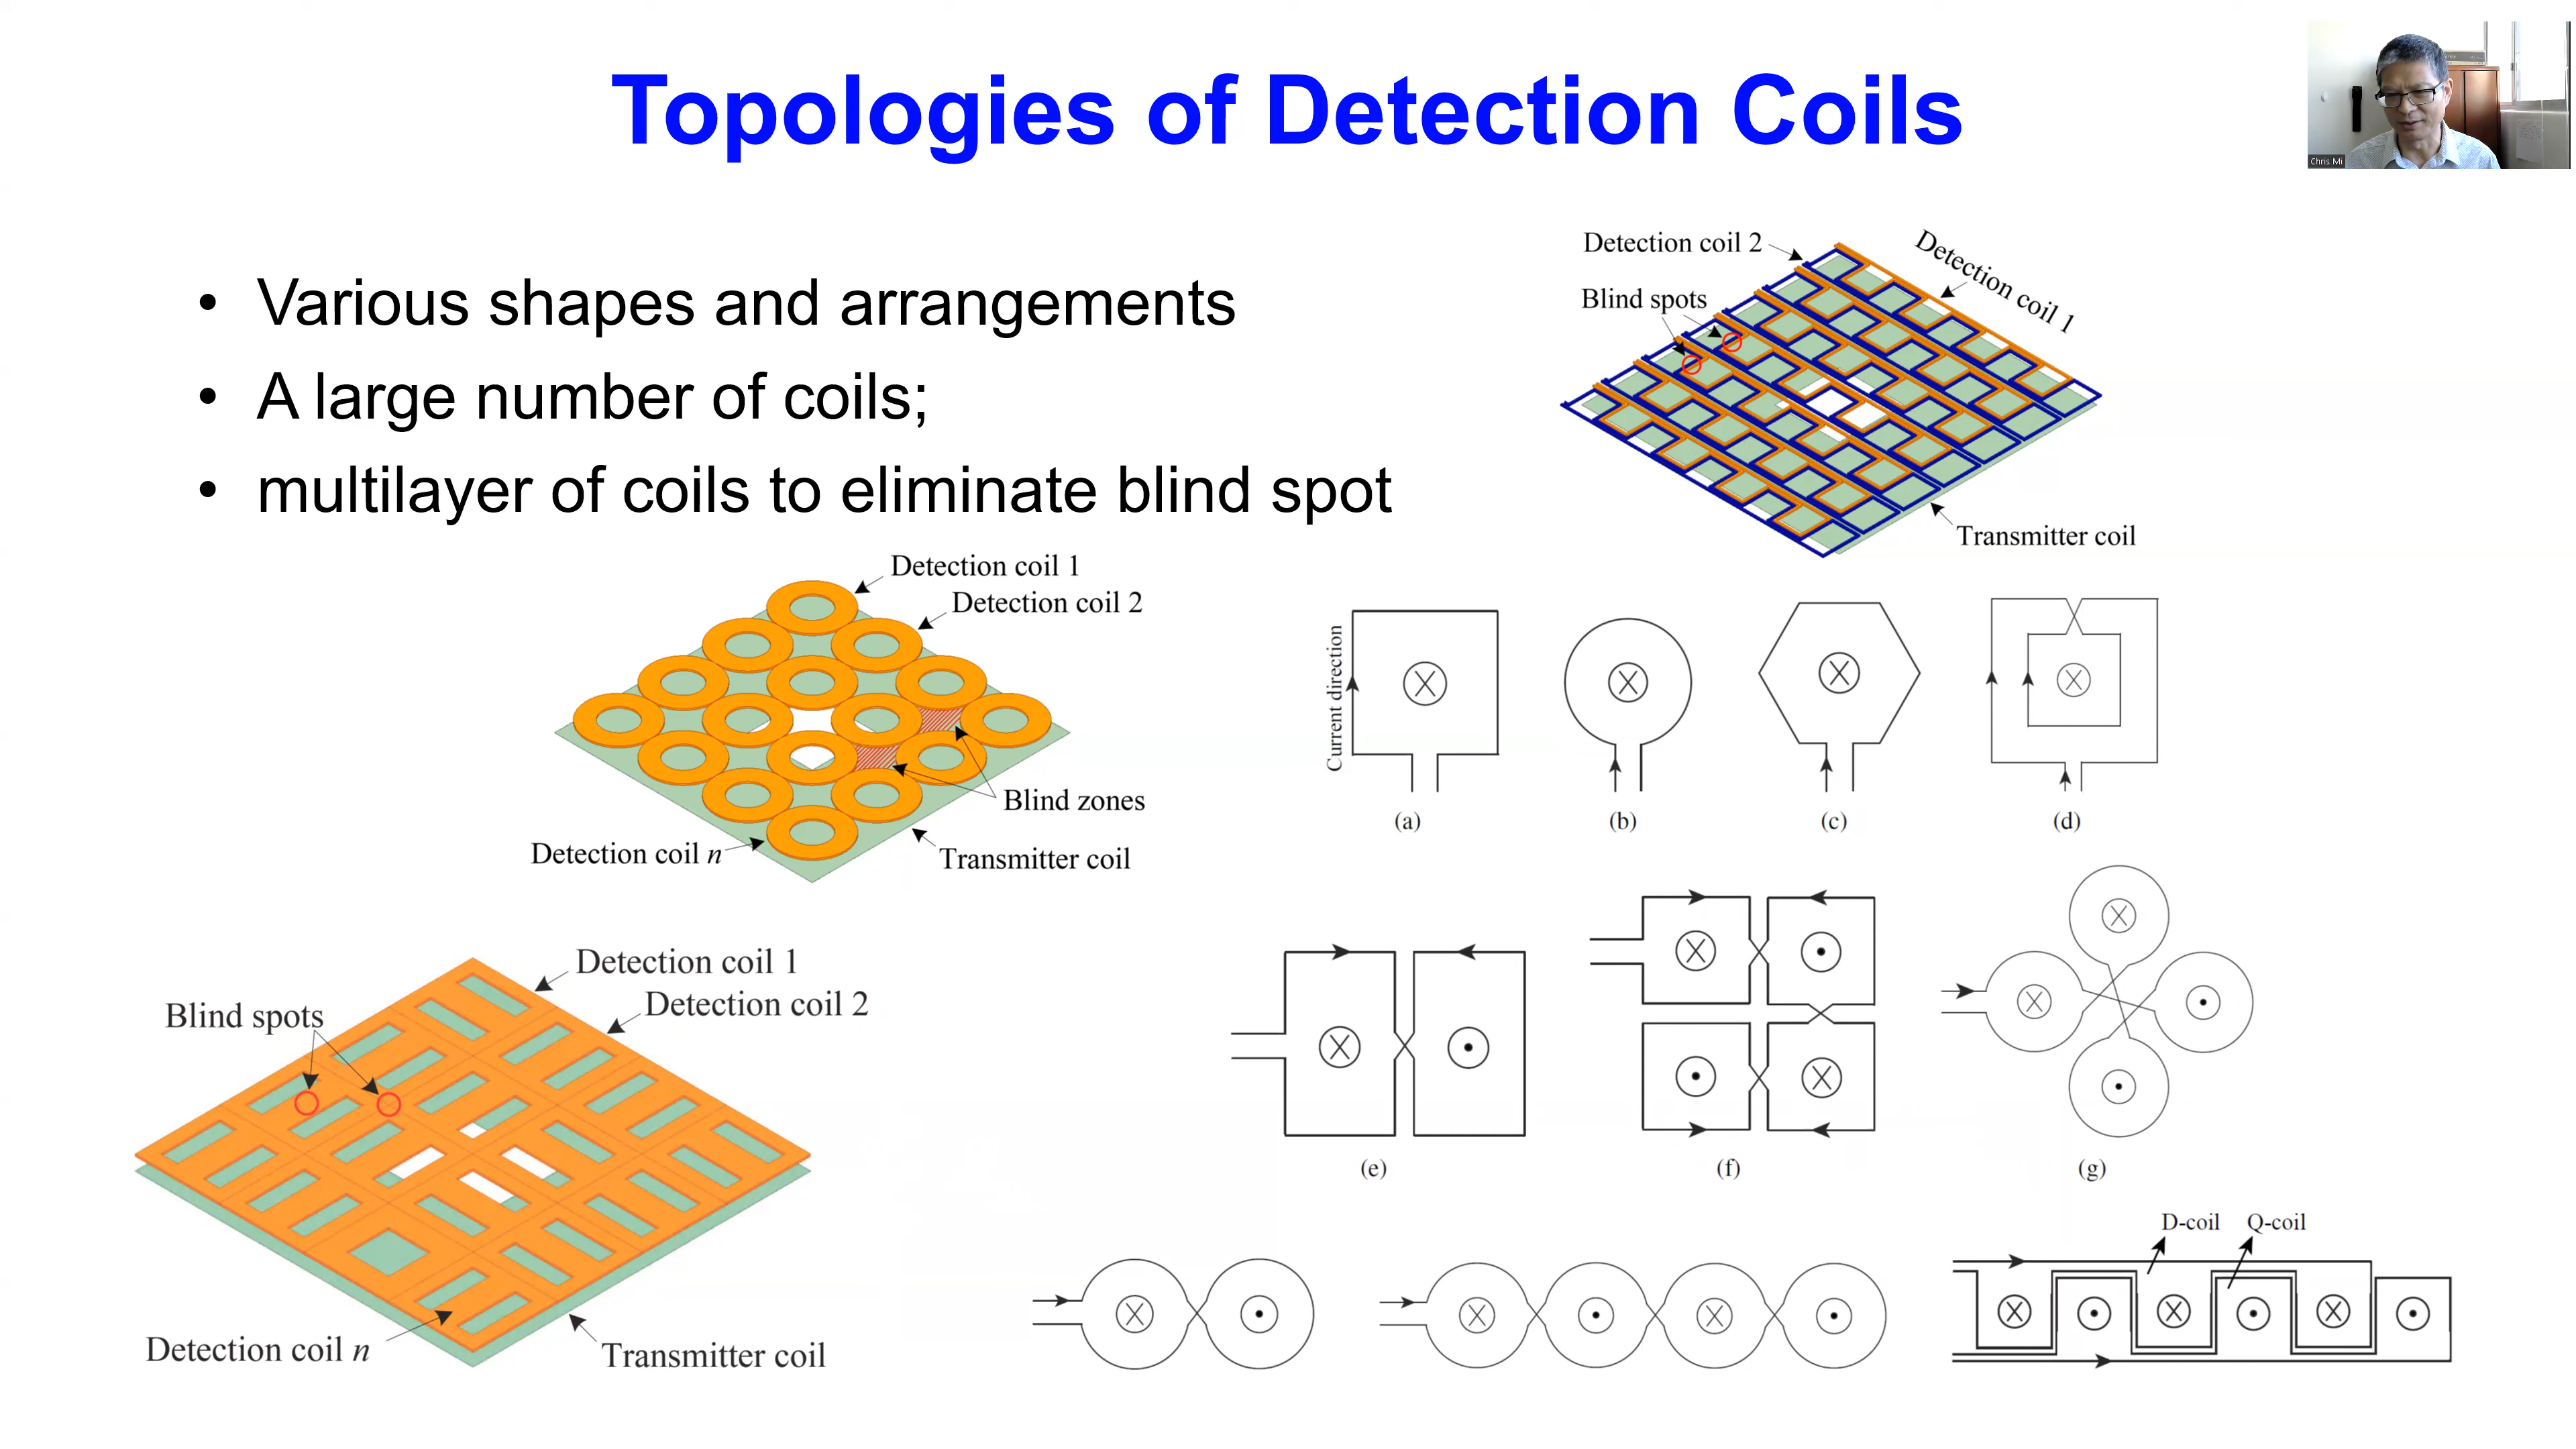 Topologies of Detection Coils
Chris Mi
• Various shapes and arrangements
• A large number of coils;
• multilayer of coils to eliminate blind spot
Detection coil 2
Detection coil 1
Blind spots
Transmitter coil
Detection coil 1
Detection coil 2
Blind zones
Detection coil n
Transmitter coil
Current direction
(a)
(b)
(c)
(d)
Detection coil 1
Detection coil 2
Blind spots
Detection coil n
Transmitter coil
(e)
(f)
(g)
D-coil
Q-coil